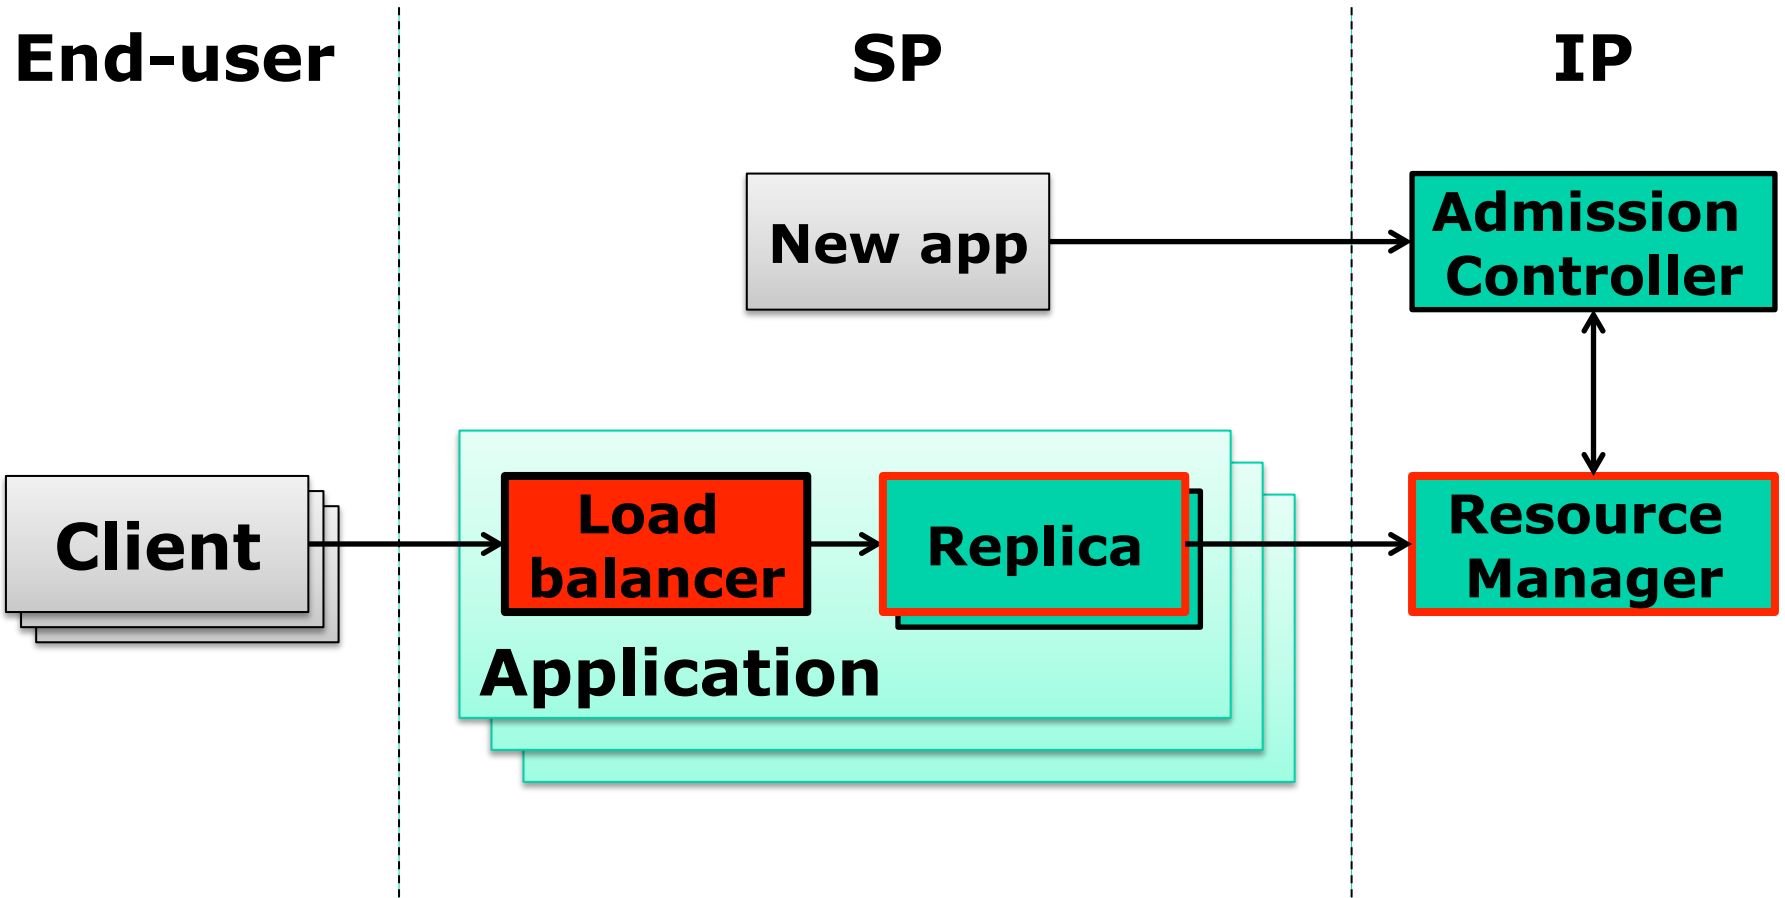 End-user
SP
IP
New app
Admission
Controller
Client
Load
balancer
Replica
Resource
Manager
Application